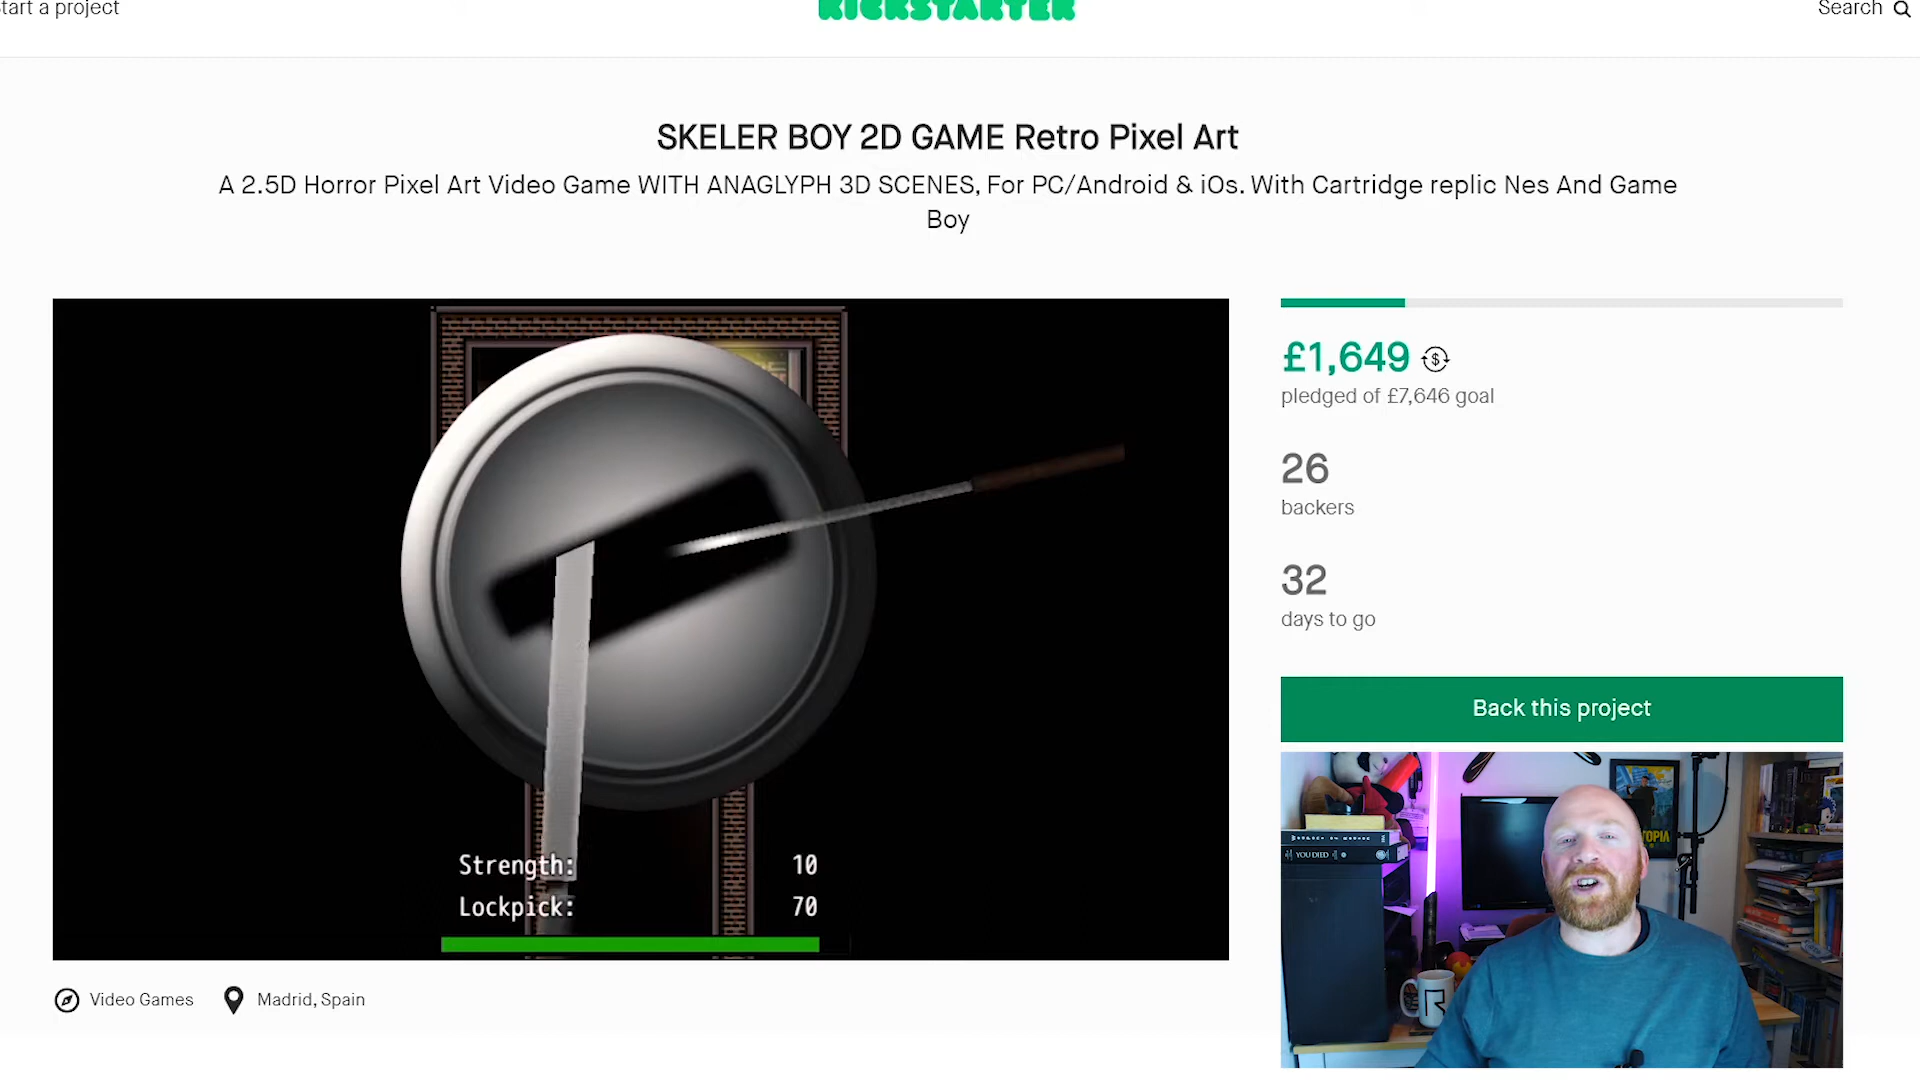 tart a project
KICKSTARTER
Search
SKELER BOY 2D GAME Retro Pixel Art
A 2.5D Horror Pixel Art Video Game WITH ANAGLYPH 3D SCENES, For PC/Android & iOs. With Cartridge replic Nes And Game
Boy
£1,649
pledged of £7,646 goal
26
backers
32
days to go
Back this project
Strength: 10
Lockpick: 70
YOU DIED
OPIA
Video Games
Madrid, Spain